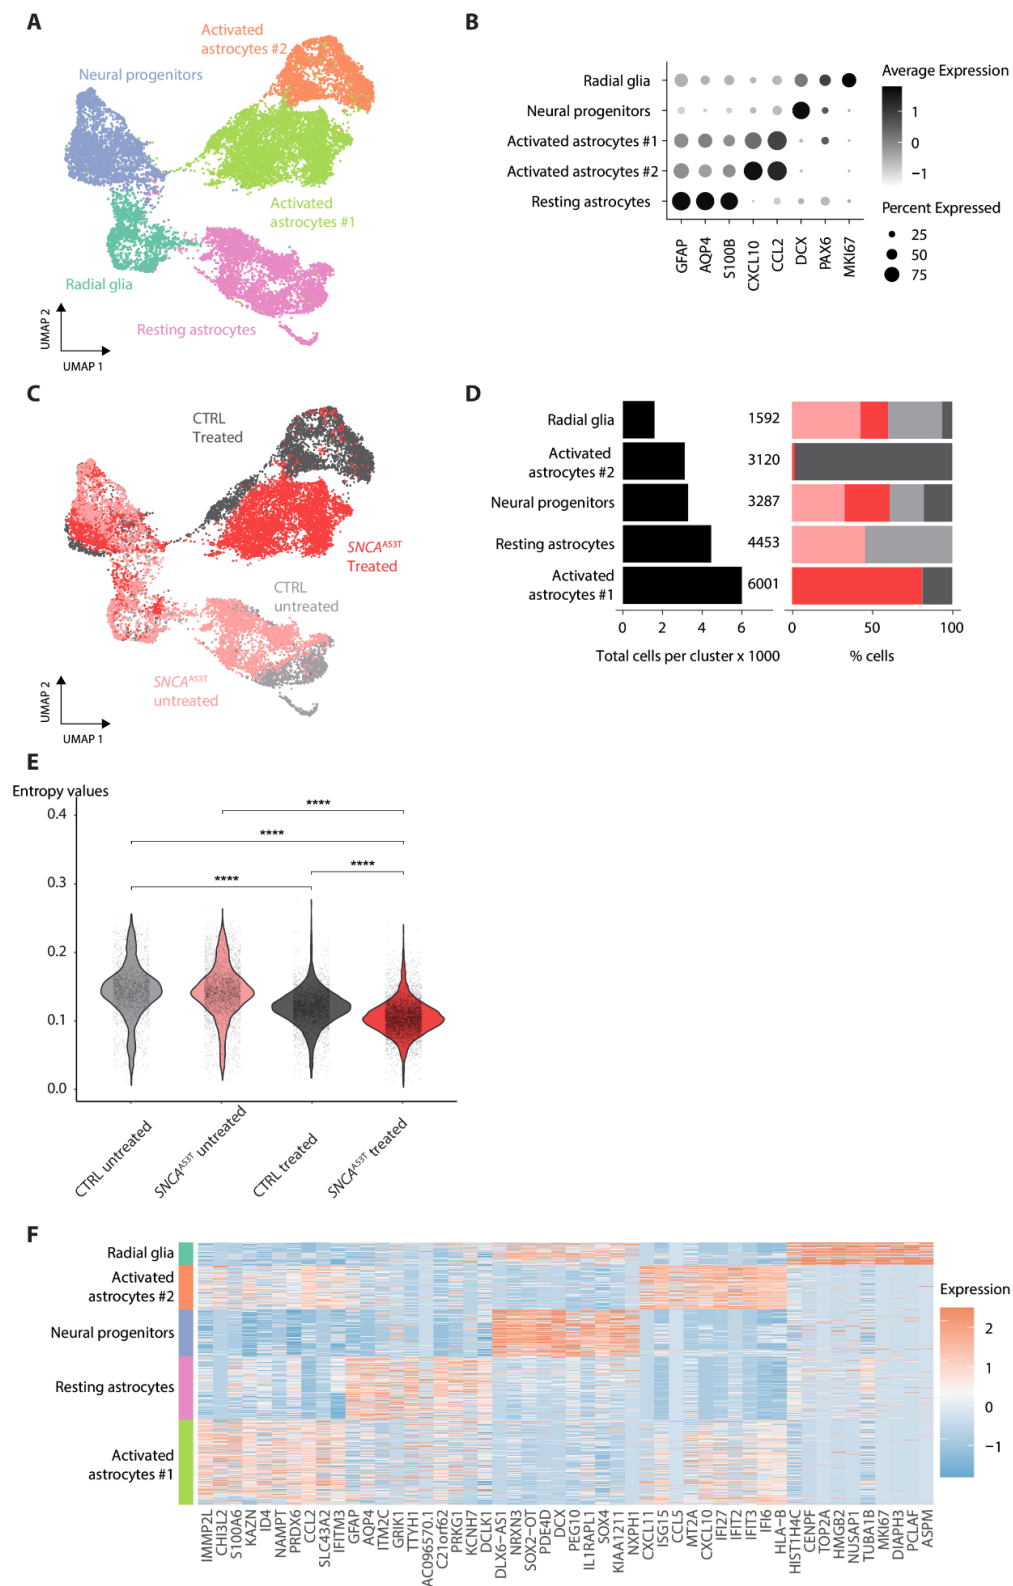 A
Activated
astrocytes #2
Neural progenitors
Activated
astrocytes #1
Radial glia
Resting astrocytes
UMAP 2
UMAP 1
B
Radial glia
Neural progenitors
Activated astrocytes #1
Activated astrocytes #2
Resting astrocytes
GFAP
AQP4
S100B
CXCL10
CCL2
DCX
PAX6
MKI67
Average Expression
1
0
−1
Percent Expressed
25
50
75
C
CTRL
Treated
SNCAA53T
Treated
CTRL
untreated
SNCAA53T
untreated
UMAP 2
UMAP 1
D
Radial glia
1592
Activated
astrocytes #2
3120
Neural progenitors
3287
Resting astrocytes
4453
Activated
astrocytes #1
6001
0 2 4 6
0 50 100
Total cells per cluster x 1000
% cells
E
Entropy values
0.4
0.3
0.2
0.1
0.0
****
****
****
****
CTRL untreated
SNCAA53T untreated
CTRL treated
SNCAA53T treated
F
Radial glia
Activated
astrocytes #2
Neural progenitors
Resting astrocytes
Activated
astrocytes #1
Expression
2
1
0
−1
IMMP2L
CHI3L2
S100A6
KAZN
ID4
NAMPT
PRDX6
CCL2
SLC43A2
IFITM3
GFAP
AQP4
ITM2C
GRIK1
TTYH1
AC096570.1
C21orf62
PRKG1
KCNH7
DCLK1
DLX6−AS1
NRXN3
SOX2−OT
PDE4D
DCX
PEG10
IL1RAPL1
SOX4
KIAA1211
NXPH1
CXCL11
ISG15
CCL5
MT2A
CXCL10
IFI27
IFIT2
IFIT3
IFI6
HLA−B
HIST1H4C
CENPF
TOP2A
HMGB2
NUSAP1
TUBA1B
MKI67
DIAPH3
PCLAF
ASPM